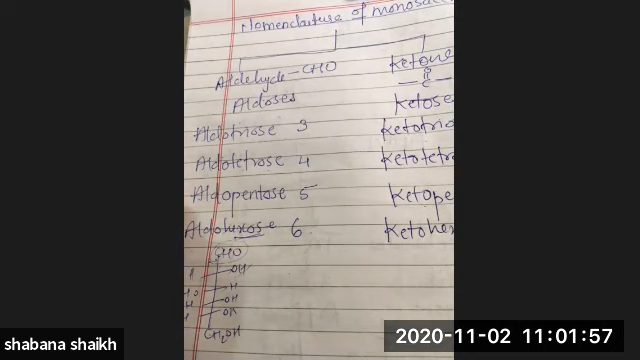 Nomenclature of monosac
Aldehyde-CHO
Ketone
O
-C-
Aldoses
Ketose
Aldotriose 3
Ketotrio
Aldotetrose 4
Ketotetr
Aldopentose 5
Ketope
Aldohexose 6
Ketohex
CHO
H OH
HO H
H OH
H OH
CH2OH
shabana shaikh
2020-11-02 11:01:57